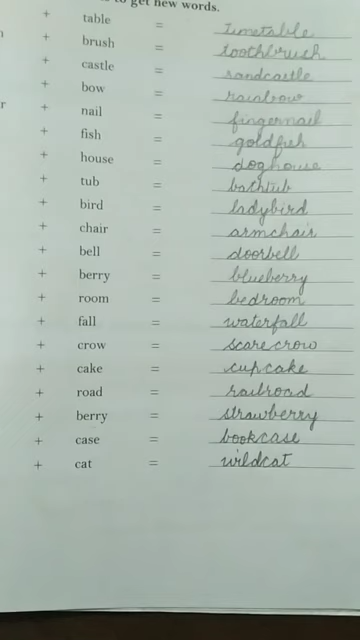 to get new words.
+ table = timetable
+ brush = toothbrush
+ castle = sandcastle
+ bow = rainbow
+ nail = fingernail
+ fish = goldfish
+ house = doghouse
+ tub = bathtub
+ bird = ladybird
+ chair = armchair
+ bell = doorbell
+ berry = blueberry
+ room = bedroom
+ fall = waterfall
+ crow = scarecrow
+ cake = cupcake
+ road = railroad
+ berry = strawberry
+ case = bookcase
+ cat = wildcat